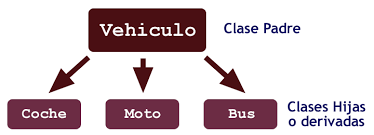 Vehiculo
Clase Padre
Coche
Moto
Bus
Clases Hijas
o derivadas